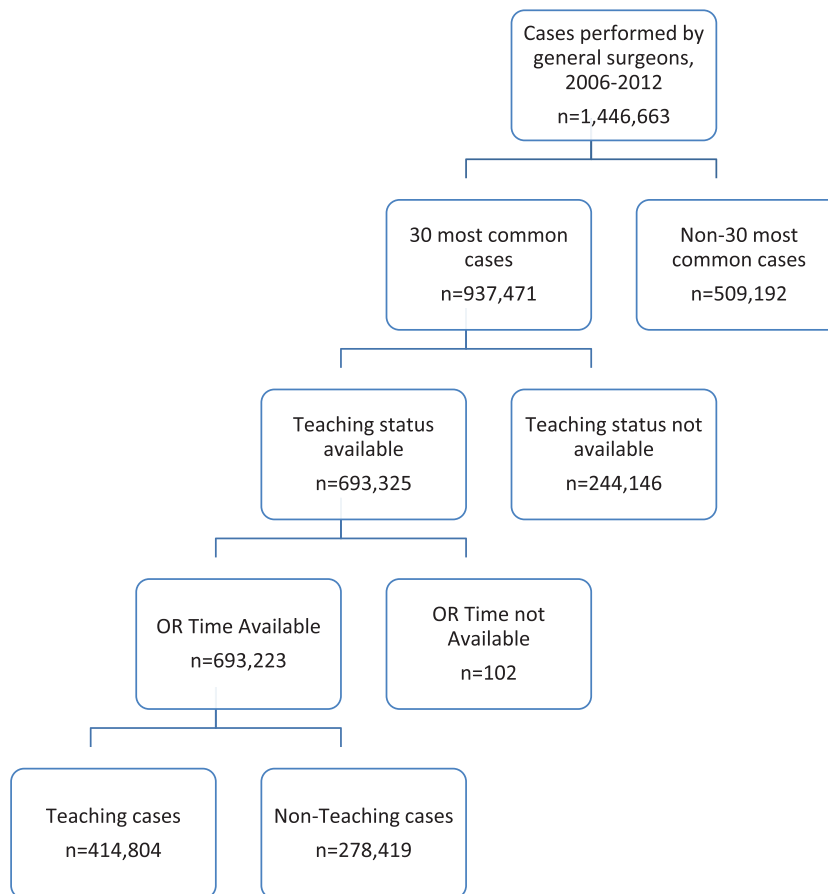 Cases performed by
general surgeons,
2006-2012
n=1,446,663
30 most common
cases
n=937,471
Non-30 most
common cases
n=509,192
Teaching status
available
n=693,325
Teaching status not
available
n=244,146
OR Time Available
n=693,223
OR Time not
Available
n=102
Teaching cases
n=414,804
Non-Teaching cases
n=278,419